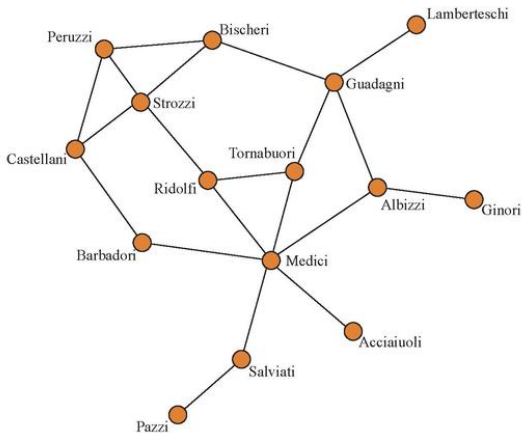 Lamberteschi
Bischeri
Peruzzi
Guadagni
Strozzi
Tornabuori
Castellani
Ridolfi
Albizzi
Ginori
Barbadori
Medici
Acciaiuoli
Salviati
Pazzi